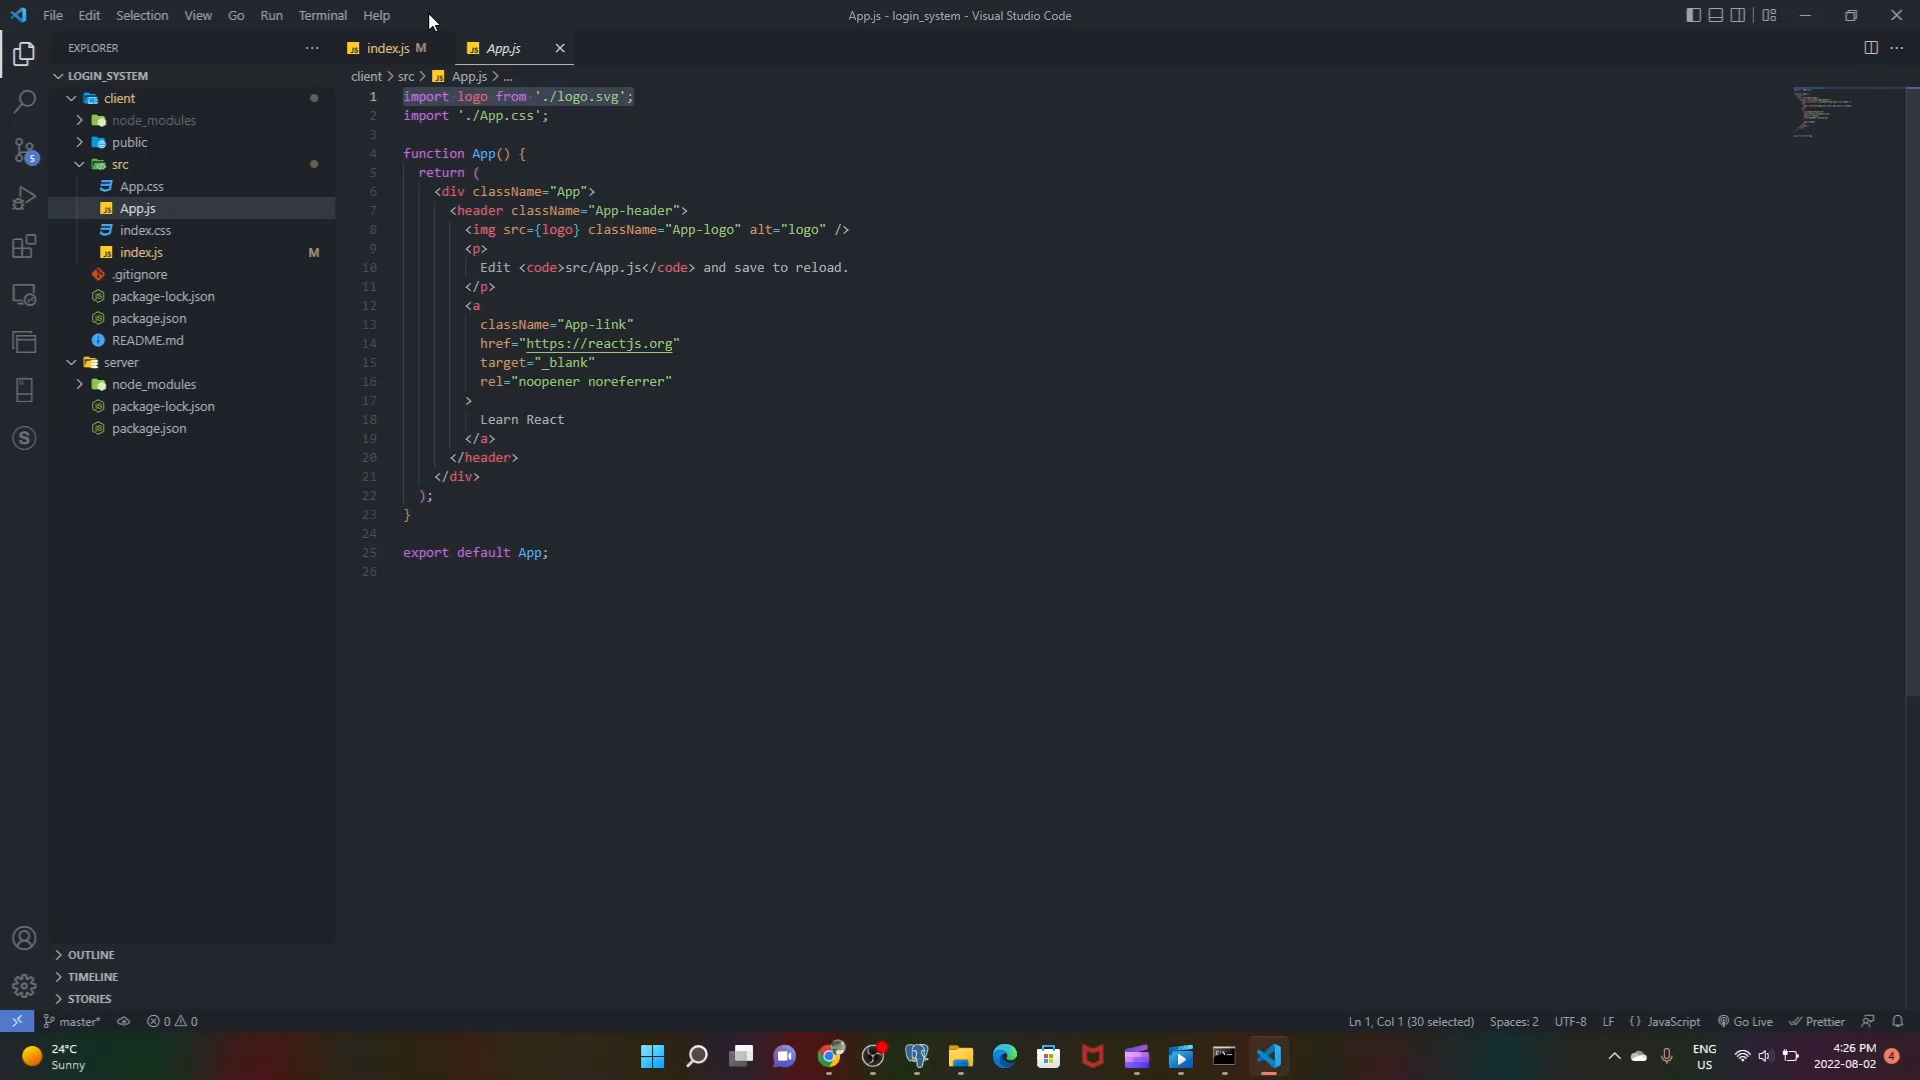 File Edit Selection View Go Run Terminal Help
App.js - login_system - Visual Studio Code
EXPLORER
index.js M
App.js
LOGIN_SYSTEM
client > src > App.js > ...
client
node_modules
public
src
App.css
App.js
index.css
index.js M
.gitignore
package-lock.json
package.json
README.md
server
node_modules
package-lock.json
package.json
1 import logo from './logo.svg';
2 import './App.css';
3
4 function App() {
5 return (
6 <div className="App">
7 <header className="App-header">
8 <img src={logo} className="App-logo" alt="logo" />
9 <p>
10 Edit <code>src/App.js</code> and save to reload.
11 </p>
12 <a
13 className="App-link"
14 href="https://reactjs.org"
15 target="_blank"
16 rel="noopener noreferrer"
17 >
18 Learn React
19 </a>
20 </header>
21 </div>
22 );
23 }
24
25 export default App;
26
5
S
OUTLINE
TIMELINE
STORIES
master* 0 0
Ln 1, Col 1 (30 selected) Spaces: 2 UTF-8 LF {} JavaScript Go Live Prettier
24°C
Sunny
ENG
US
4:26 PM
2022-08-02
4